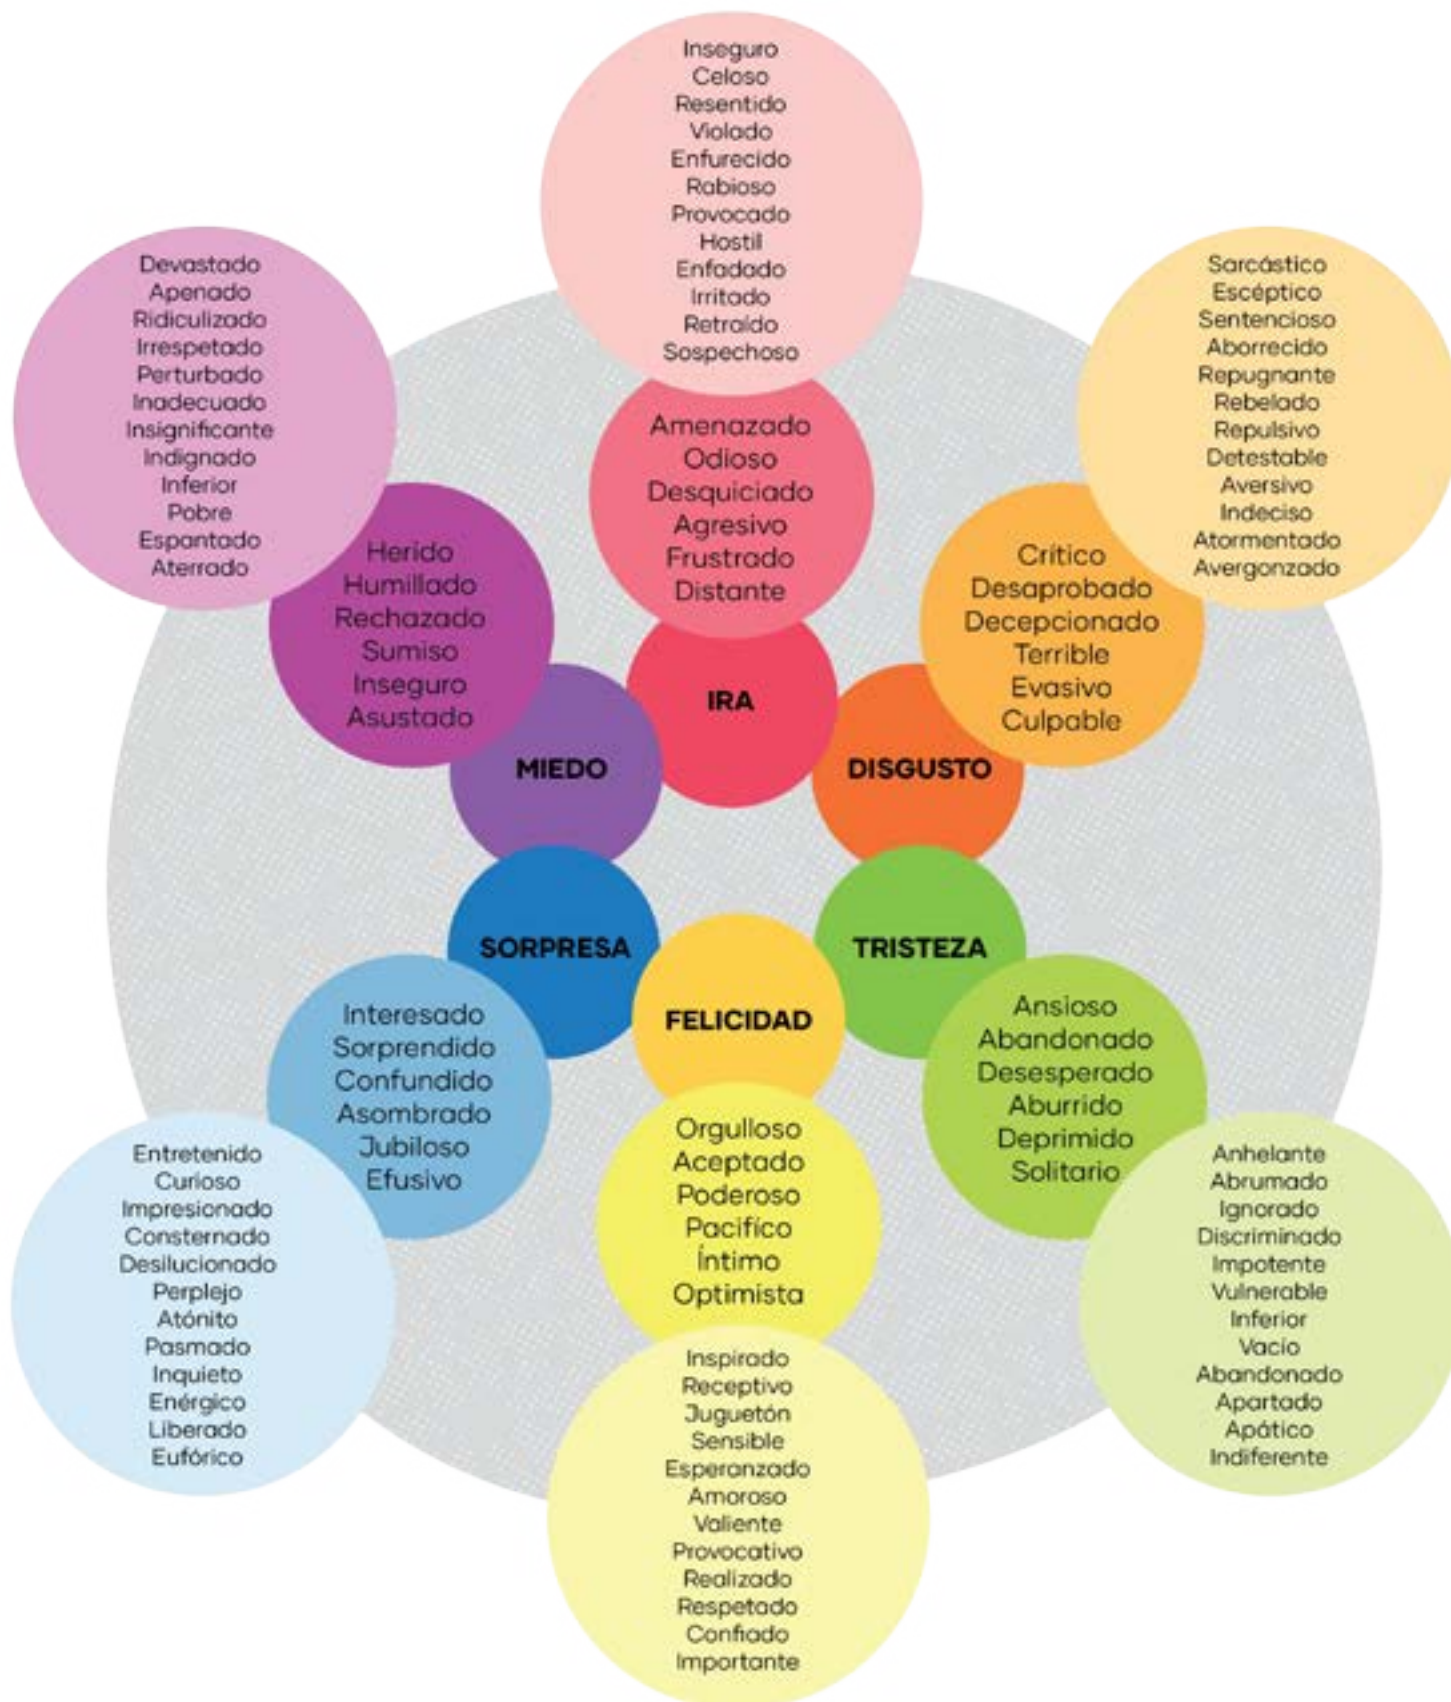 Inseguro
Celoso
Resentido
Violado
Enfurecido
Rabioso
Provocado
Hostil
Enfadado
Irritado
Retraído
Sospechoso
Amenazado
Odioso
Desquiciado
Agresivo
Frustrado
Distante
IRA
Sarcástico
Escéptico
Sentencioso
Aborrecido
Repugnante
Rebelado
Repulsivo
Detestable
Aversivo
Indeciso
Atormentado
Avergonzado
Crítico
Desaprobado
Decepcionado
Terrible
Evasivo
Culpable
DISGUSTO
TRISTEZA
Ansioso
Abandonado
Desesperado
Aburrido
Deprimido
Solitario
Anhelante
Abrumado
Ignorado
Discriminado
Impotente
Vulnerable
Inferior
Vacío
Abandonado
Apartado
Apático
Indiferente
FELICIDAD
Orgulloso
Aceptado
Poderoso
Pacifíco
Íntimo
Optimista
Inspirado
Receptivo
Juguetón
Sensible
Esperanzado
Amoroso
Valiente
Provocativo
Realizado
Respetado
Confiado
Importante
SORPRESA
Interesado
Sorprendido
Confundido
Asombrado
Jubiloso
Efusivo
Entretenido
Curioso
Impresionado
Consternado
Desilucionado
Perplejo
Atónito
Pasmado
Inquieto
Enérgico
Liberado
Eufórico
MIEDO
Herido
Humillado
Rechazado
Sumiso
Inseguro
Asustado
Devastado
Apenado
Ridiculizado
Irrespetado
Perturbado
Inadecuado
Insignificante
Indignado
Inferior
Pobre
Espantado
Aterrado